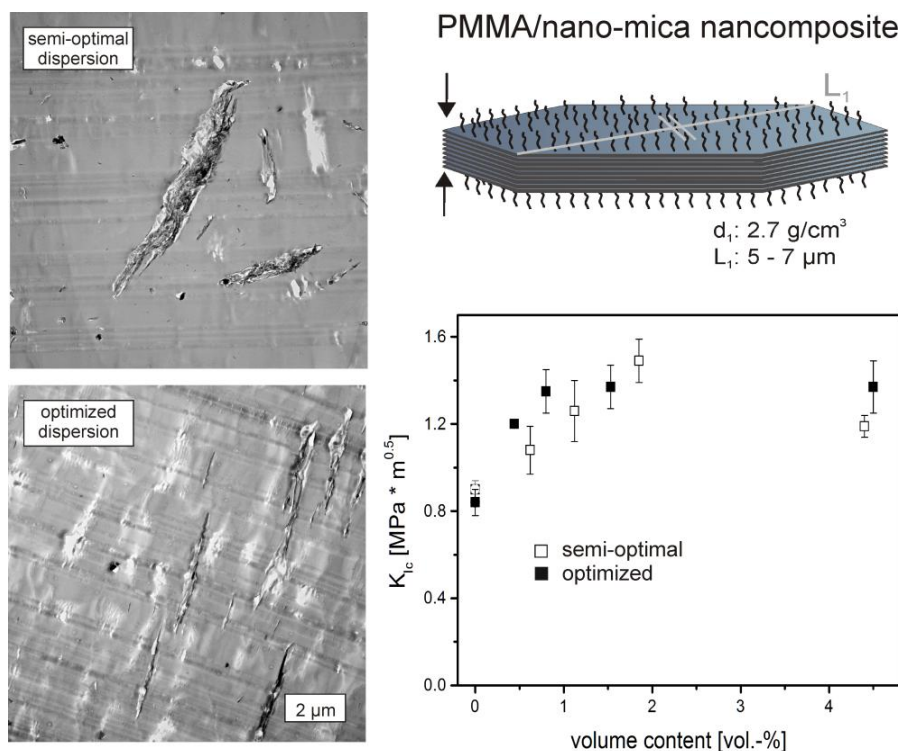 semi-optimal
dispersion
optimized
dispersion
2 µm
PMMA/nano-mica nancomposite
L₁
d₁: 2.7 g/cm³
L₁: 5 - 7 µm
1.6
1.2
0.8
0.4
0.0
K_Ic [MPa * m^0.5]
semi-optimal
optimized
0 1 2 3 4
volume content [vol.-%]